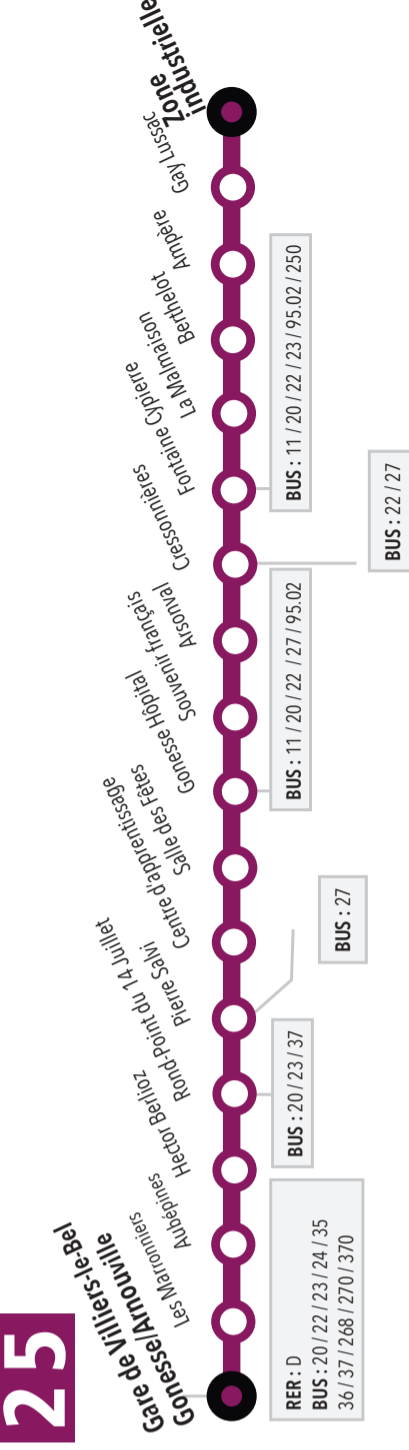 25
Gare de Villiers-le-Bel
Gonesse/Arnouville
Les Marronniers
Aubépines
Hector Berlioz
Rond-Point du 14 Juillet
Pierre Salvi
Centre d'apprentissage
Salle des Fêtes
Gonesse Hôpital
Souvenir français
Arsonval
Cressonnières
Fontaine Cypierre
La Malmaison
Berthelot
Ampère
Gay Lussac
Zone
industrielle
RER : D
BUS : 20 / 22 / 23 / 24 / 35
36 / 37 / 268 / 270 / 370
BUS : 20 / 23 / 37
BUS : 27
BUS : 11 / 20 / 22 / 27 / 95.02
BUS : 22 / 27
BUS : 11 / 20 / 22 / 23 / 95.02 / 250